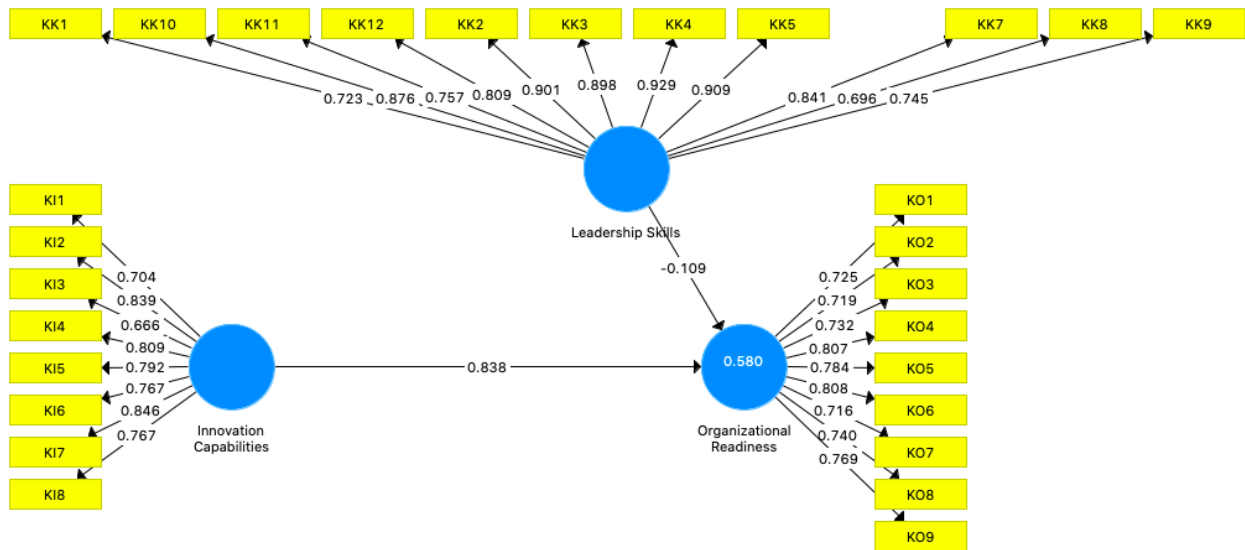 KK1 KK10 KK11 KK12 KK2 KK3 KK4 KK5 KK7 KK8 KK9
0.723 0.876 0.757 0.809 0.901 0.898 0.929 0.909 0.841 0.696 0.745
Leadership Skills
-0.109
KI1
KI2
KI3
KI4
KI5
KI6
KI7
KI8
0.704
0.839
0.666
0.809
0.792
0.767
0.846
0.767
Innovation
Capabilities
0.838
0.580
Organizational
Readiness
0.725
0.719
0.732
0.807
0.784
0.808
0.716
0.740
0.769
KO1
KO2
KO3
KO4
KO5
KO6
KO7
KO8
KO9